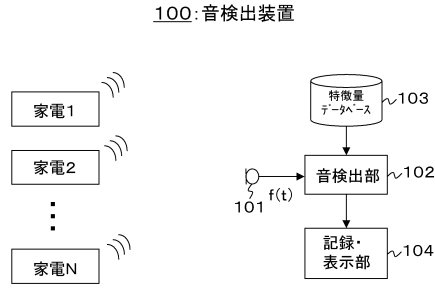 100:音検出装置
家電1
家電2
家電N
特徴量
データベース
103
音検出部
102
101
f(t)
記録・
表示部
104